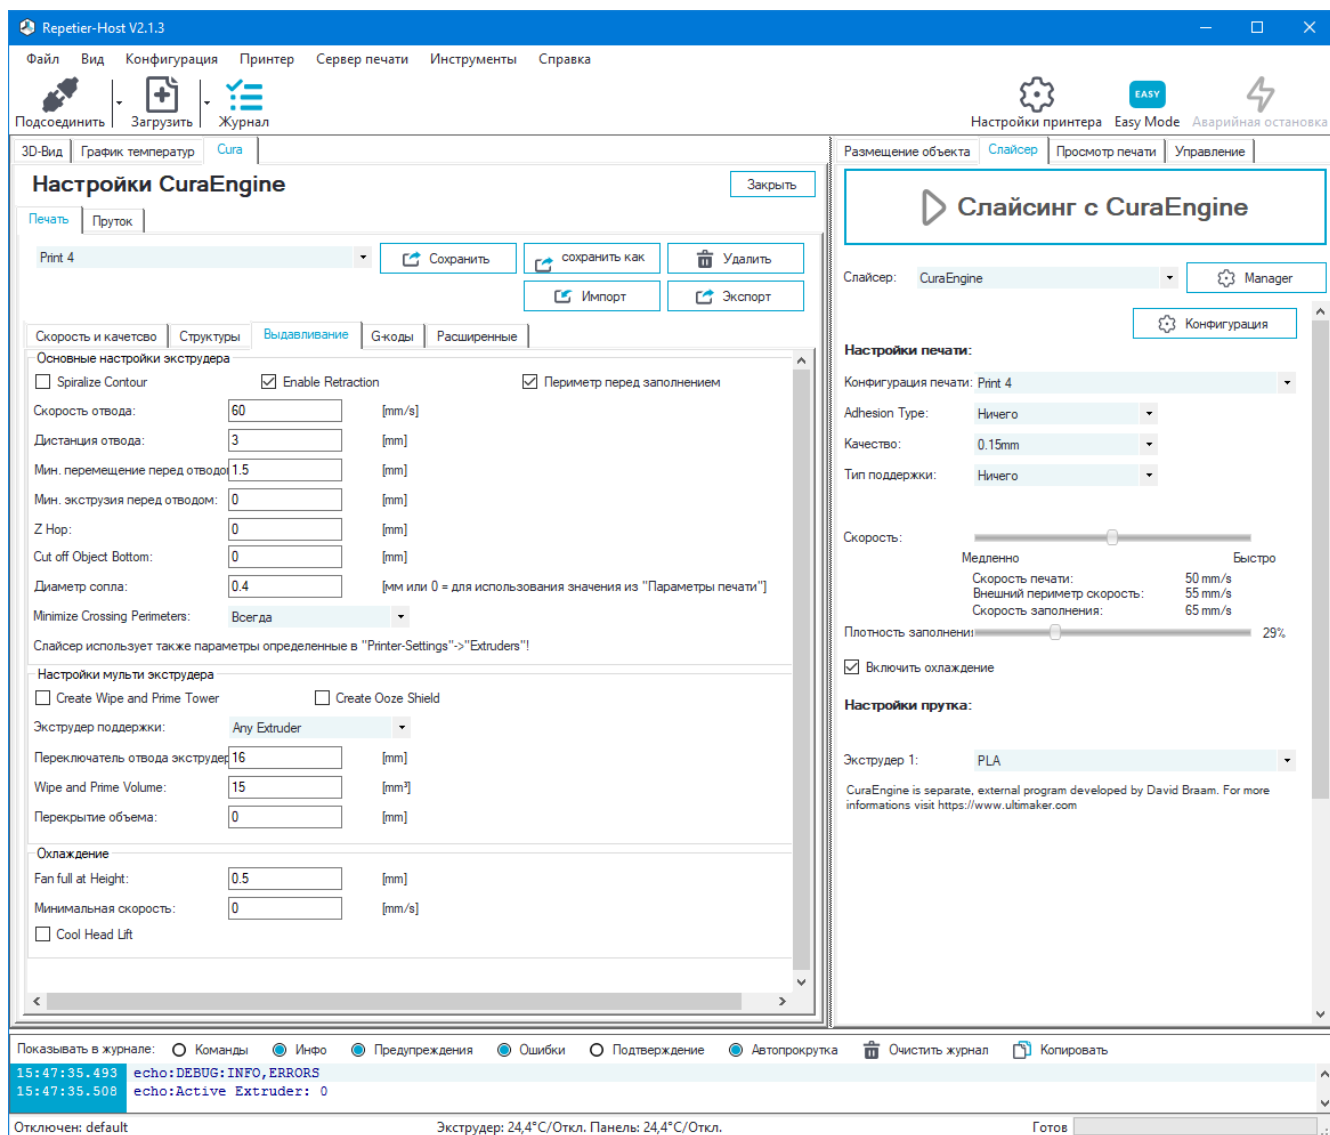 Repetier-Host V2.1.3
Файл Вид Конфигурация Принтер Сервер печати Инструменты Справка
Подсоединить Загрузить Журнал Настройки принтера EASY Easy Mode Аварийная остановка
3D-Вид График температур Cura
Настройки CuraEngine Закрыть
Печать Пруток
Print 4 Сохранить сохранить как Удалить
Импорт Экспорт
Скорость и качетсво Структуры Выдавливание G-коды Расширенные
Основные настройки экструдера
Spiralize Contour Enable Retraction Периметр перед заполнением
Скорость отвода: 60 [mm/s]
Дистанция отвода: 3 [mm]
Мин. перемещение перед отводо 1.5 [mm]
Мин. экструзия перед отводом: 0 [mm]
Z Hop: 0 [mm]
Cut off Object Bottom: 0 [mm]
Диаметр сопла: 0.4 [мм или 0 = для использования значения из "Параметры печати"]
Minimize Crossing Perimeters: Всегда
Слайсер использует также параметры определенные в "Printer-Settings"->"Extruders"!
Настройки мульти экструдера
Create Wipe and Prime Tower Create Ooze Shield
Экструдер поддержки: Any Extruder
Переключатель отвода экструдер 16 [mm]
Wipe and Prime Volume: 15 [mm³]
Перекрытие объема: 0 [mm]
Охлаждение
Fan full at Height: 0.5 [mm]
Минимальная скорость: 0 [mm/s]
Cool Head Lift
Размещение объекта Слайсер Просмотр печати Управление
Слайсинг с CuraEngine
Слайсер: CuraEngine Manager
Конфигурация
Настройки печати:
Конфигурация печати: Print 4
Adhesion Type: Ничего
Качество: 0.15mm
Тип поддержки: Ничего
Скорость:
Медленно Быстро
Скорость печати: 50 mm/s
Внешний периметр скорость: 55 mm/s
Скорость заполнения: 65 mm/s
Плотность заполнени 29%
Включить охлаждение
Настройки прутка:
Экструдер 1: PLA
CuraEngine is separate, external program developed by David Braam. For more
informations visit https://www.ultimaker.com
Показывать в журнале: Команды Инфо Предупреждения Ошибки Подтверждение Автопрокрутка Очистить журнал Копировать
15:47:35.493 echo:DEBUG:INFO,ERRORS
15:47:35.508 echo:Active Extruder: 0
Отключен: default Экструдер: 24,4°C/Откл. Панель: 24,4°C/Откл. Готов